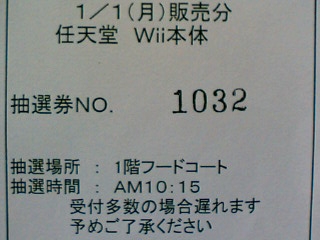 1／1（月）販売分
任天堂　Wii本体
抽選券NO.　1032
抽選場所　：　1階フードコート
抽選時間　：　AM10：15
受付多数の場合遅れます
予めご了承ください